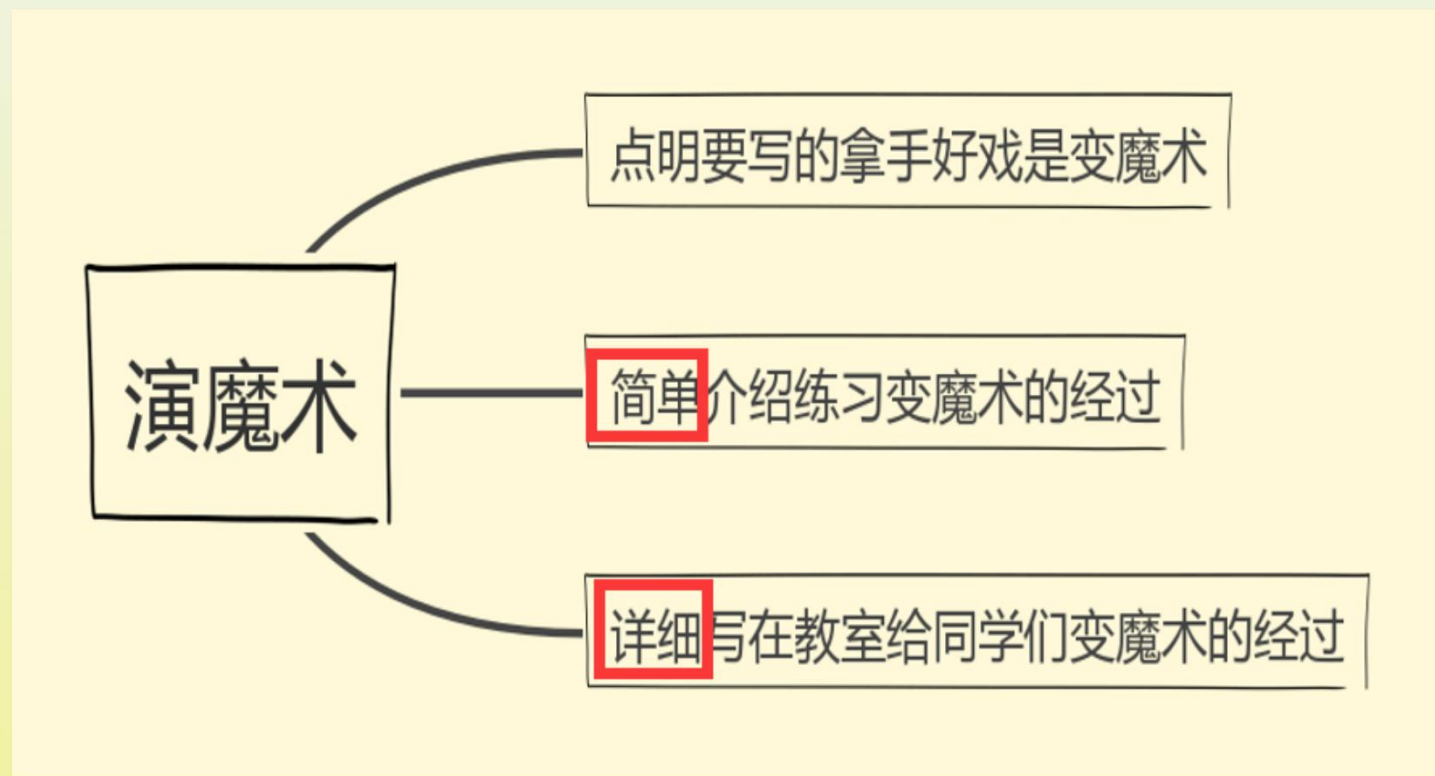 演魔术
点明要写的拿手好戏是变魔术
简单介绍练习变魔术的经过
详细写在教室给同学们变魔术的经过